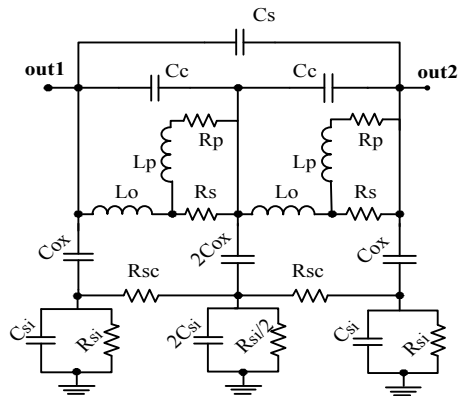 Cs
out1
Cc
Cc
out2
Rp
Rp
Lp
Lp
Lo
Rs
Lo
Rs
Cox
2Cox
Cox
Rsc
Rsc
Csi
Rsi
2Csi
Rsi/2
Csi
Rsi